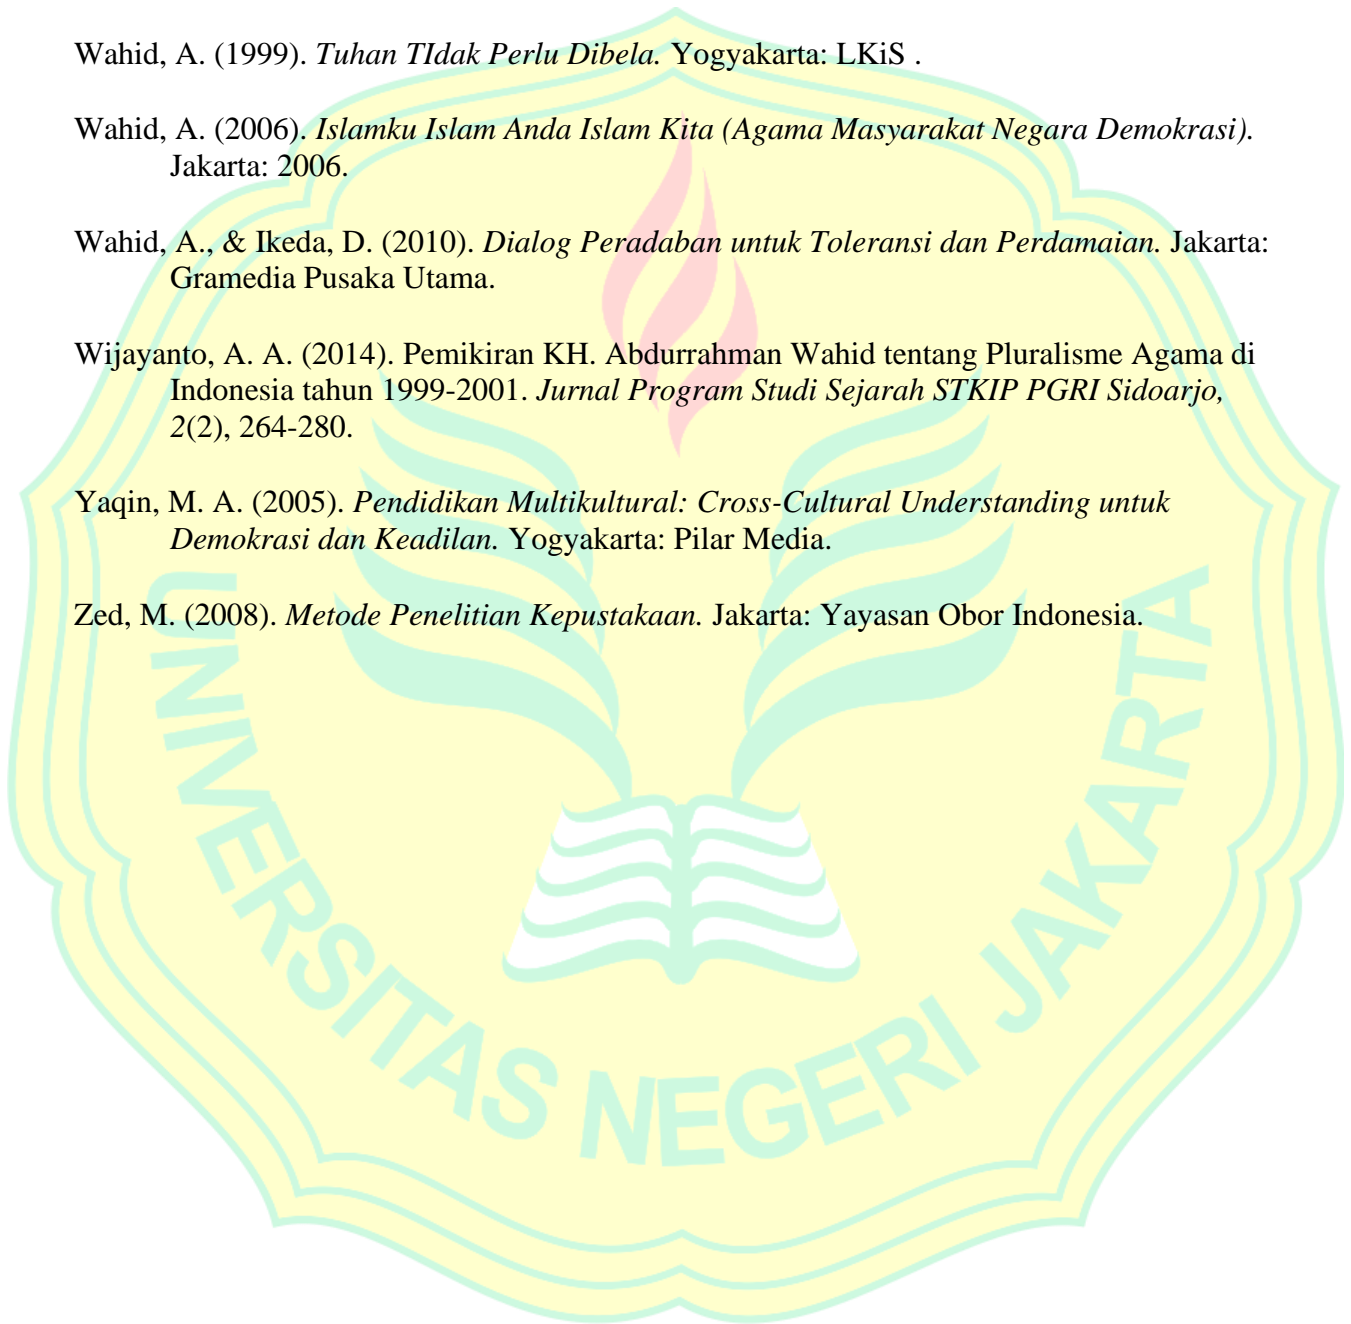 Wahid, A. (1999). Tuhan TIdak Perlu Dibela. Yogyakarta: LKiS .
Wahid, A. (2006). Islamku Islam Anda Islam Kita (Agama Masyarakat Negara Demokrasi).
Jakarta: 2006.
Wahid, A., & Ikeda, D. (2010). Dialog Peradaban untuk Toleransi dan Perdamaian. Jakarta:
Gramedia Pusaka Utama.
Wijayanto, A. A. (2014). Pemikiran KH. Abdurrahman Wahid tentang Pluralisme Agama di
Indonesia tahun 1999-2001. Jurnal Program Studi Sejarah STKIP PGRI Sidoarjo,
2(2), 264-280.
Yaqin, M. A. (2005). Pendidikan Multikultural: Cross-Cultural Understanding untuk
Demokrasi dan Keadilan. Yogyakarta: Pilar Media.
Zed, M. (2008). Metode Penelitian Kepustakaan. Jakarta: Yayasan Obor Indonesia.
UNIVERSITAS NEGERI JAKARTA